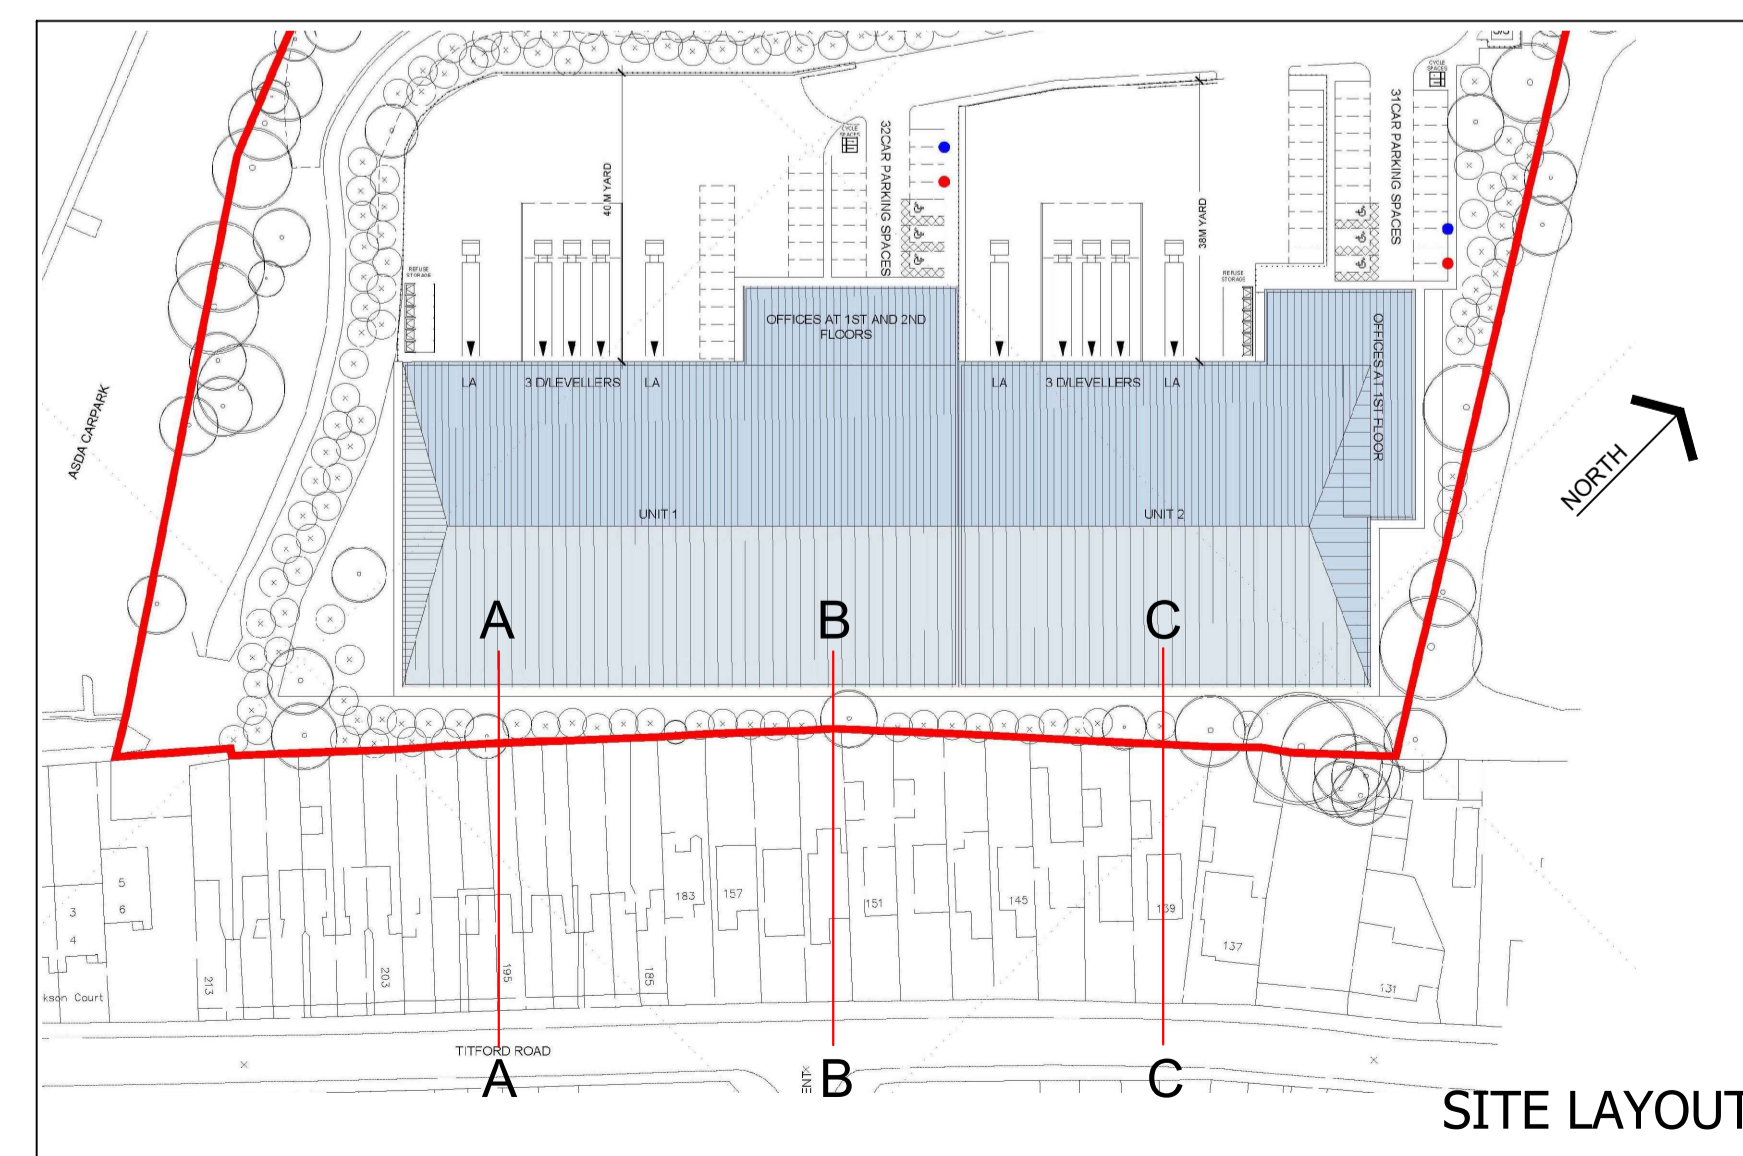 CYCLE
SPACES
31CAR PARKING SPACES
32CAR PARKING SPACES
CYCLE
SPACES
40 M YARD
38M YARD
REFUSE
STORAGE
REFUSE
STORAGE
OFFICES AT 1ST AND 2ND
FLOORS
OFFICES AT 1ST FLOOR
LA
3 D/LEVELLERS
LA
LA
3 D/LEVELLERS
LA
ASDA CARPARK
NORTH
UNIT 1
UNIT 2
A
B
C
5
6
3
4
183
157
151
145
139
137
131
213
203
195
185
kson Court
TITFORD ROAD
ENT
A
B
C
SITE LAYOUT